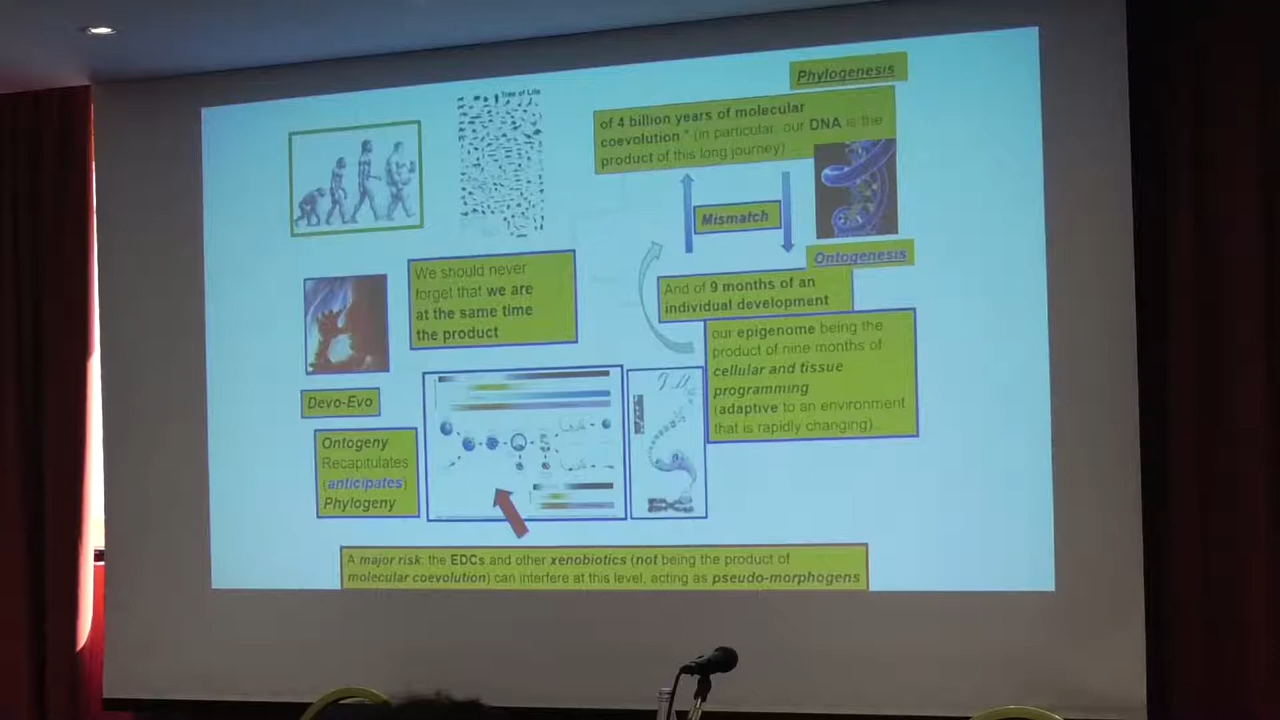 Phylogenesis
Tree of Life
of 4 billion years of molecular
coevolution * (in particular: our DNA is the
product of this long journey) ...
Mismatch
Ontogenesis
We should never
forget that we are
at the same time
the product
And of 9 months of an
individual development
our epigenome being the
product of nine months of
cellular and tissue
programming
(adaptive to an environment
that is rapidly changing)
Devo-Evo
Ontogeny
Recapitulates
(anticipates)
Phylogeny
A major risk: the EDCs and other xenobiotics (not being the product of
molecular coevolution) can interfere at this level, acting as pseudo-morphogens